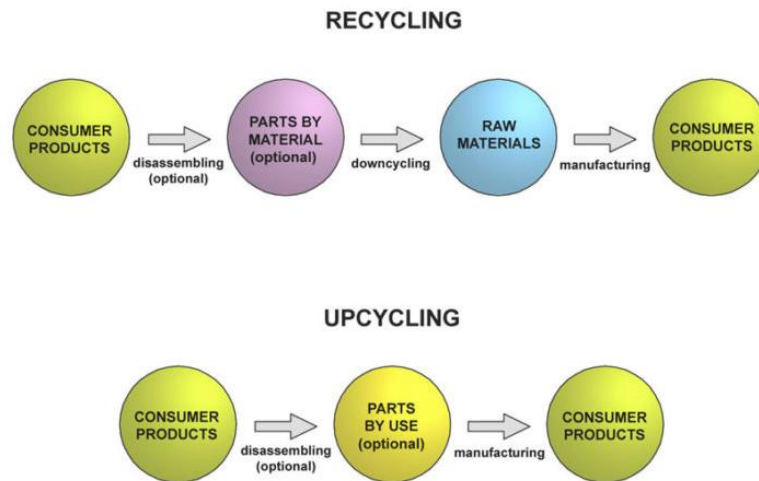 RECYCLING
CONSUMER
PRODUCTS
disassembling
(optional)
PARTS BY
MATERIAL
(optional)
downcycling
RAW
MATERIALS
manufacturing
CONSUMER
PRODUCTS
UPCYCLING
CONSUMER
PRODUCTS
disassembling
(optional)
PARTS
BY USE
(optional)
manufacturing
CONSUMER
PRODUCTS